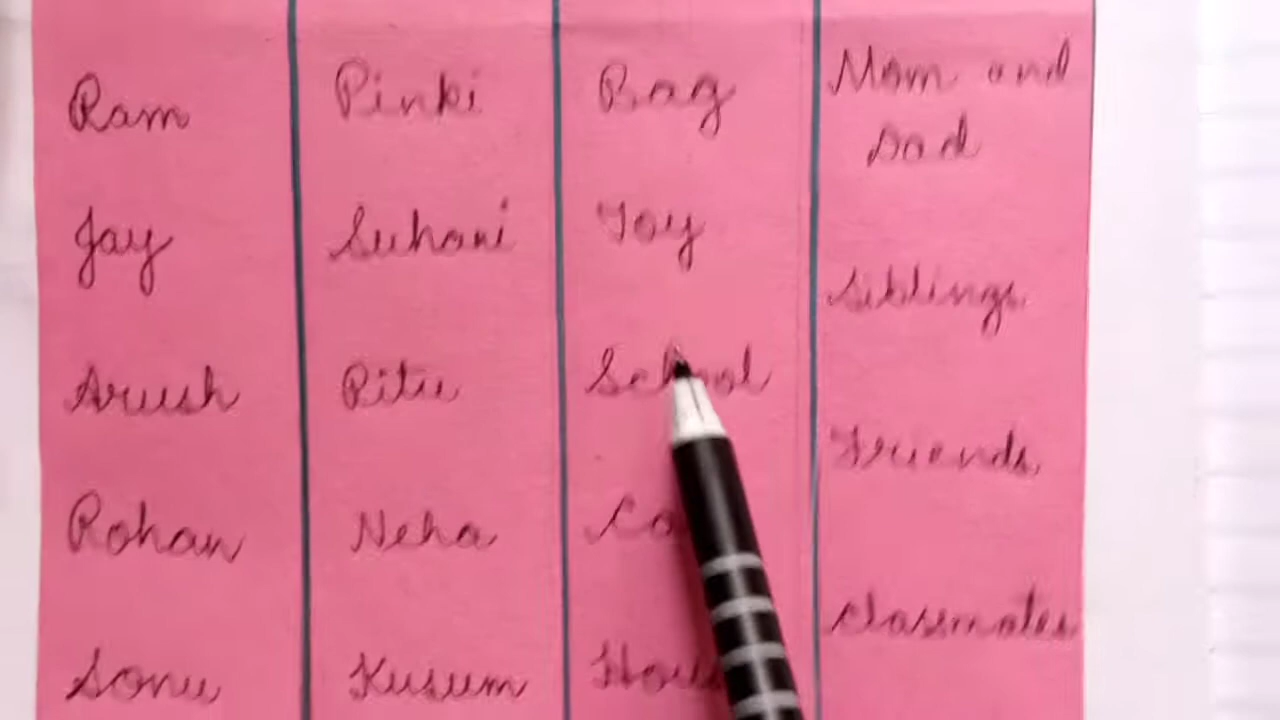 Ram
Jay
Arush
Rohan
Sonu
Pinki
Suhani
Ritu
Neha
Kusum
Bag
Toy
School
Mom and
Dad
Siblings
Friends
Classmates